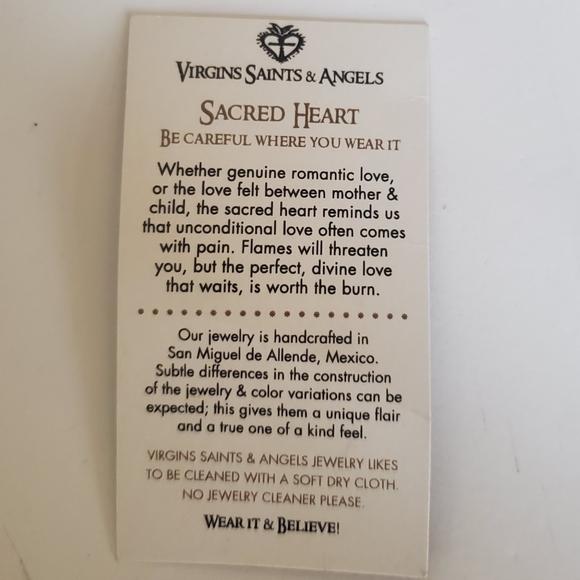 Virgins Saints & Angels
Sacred Heart
Be careful where you wear it
Whether genuine romantic love,
or the love felt between mother &
child, the sacred heart reminds us
that unconditional love often comes
with pain. Flames will threaten
you, but the perfect, divine love
that waits, is worth the burn.
Our jewelry is handcrafted in
San Miguel de Allende, Mexico.
Subtle differences in the construction
of the jewelry & color variations can be
expected; this gives them a unique flair
and a true one of a kind feel.
VIRGINS SAINTS & ANGELS JEWELRY LIKES
TO BE CLEANED WITH A SOFT DRY CLOTH.
NO JEWELRY CLEANER PLEASE.
Wear it & Believe!